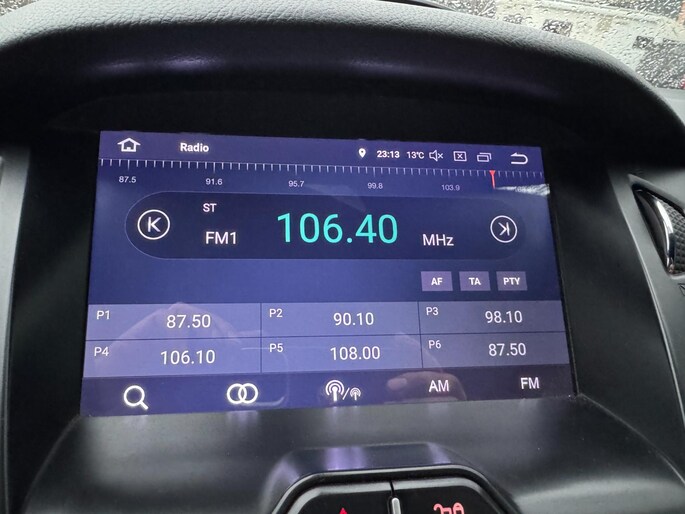 Radio 23:13 13°C
87.5 91.6 95.7 99.8 103.9
ST
FM1 106.40 MHz
AF TA PTY
P1 87.50 P2 90.10 P3 98.10
P4 106.10 P5 108.00 P6 87.50
AM FM